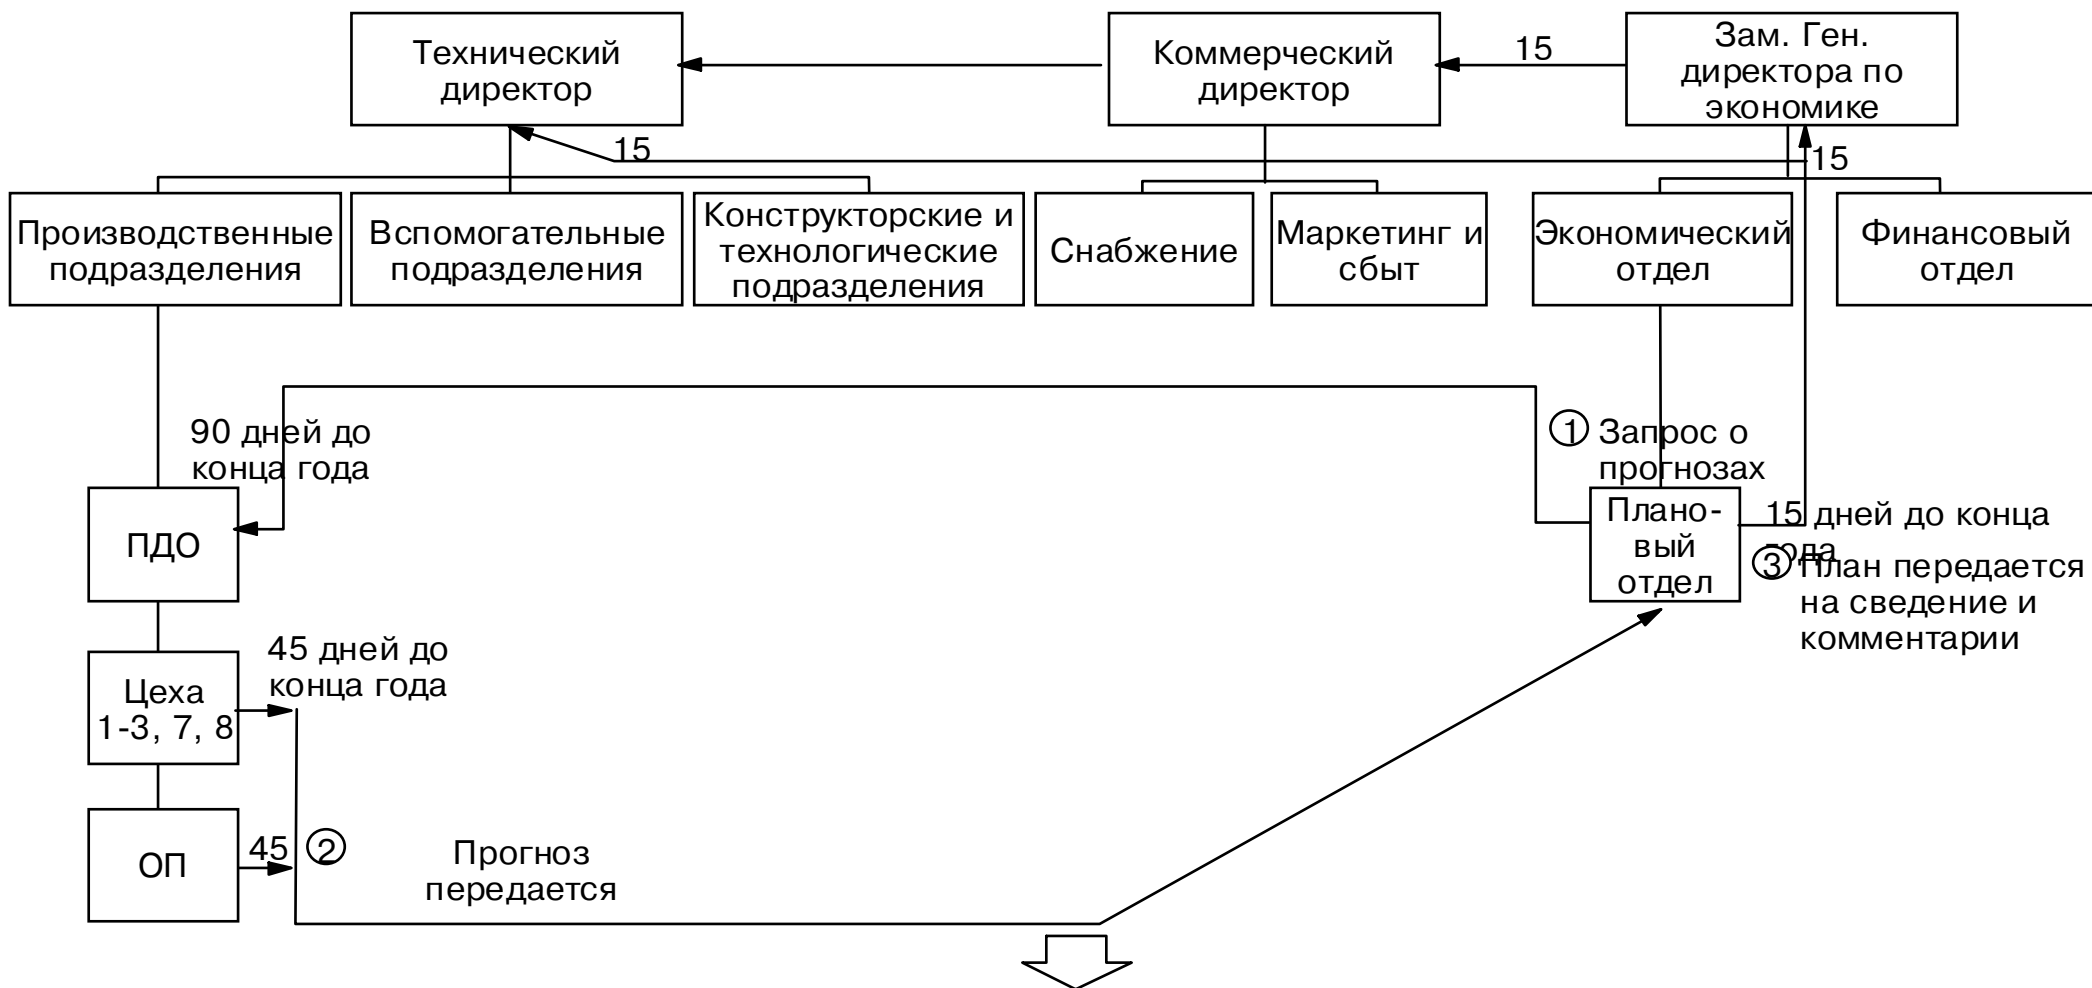 Технический
директор
Коммерческий
директор
15
Зам. Ген.
директора по
экономике
15
15
Производственные
подразделения
Вспомогательные
подразделения
Конструкторские и
технологические
подразделения
Снабжение
Маркетинг и
сбыт
Экономический
отдел
Финансовый
отдел
90 дней до
конца года
1 Запрос о
прогнозах
ПДО
Плано-
вый
отдел
15 дней до конца
года
3 План передается
на сведение и
комментарии
45 дней до
конца года
Цеха
1-3, 7, 8
ОП
45
2
Прогноз
передается